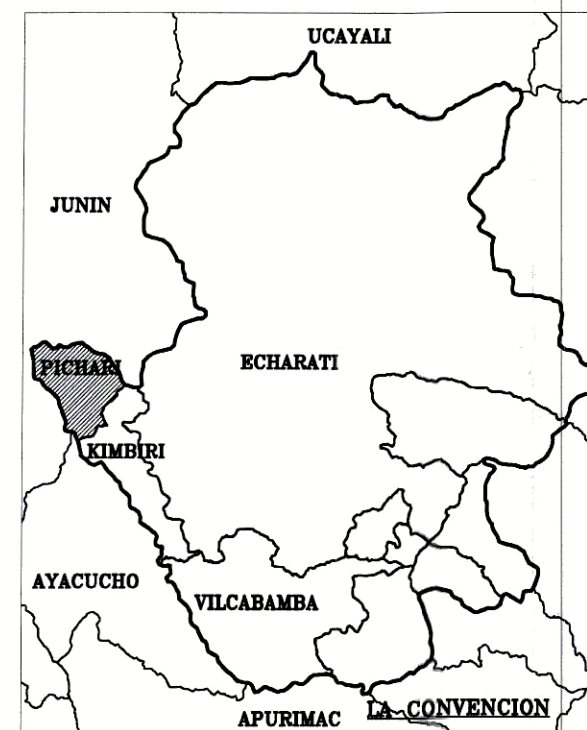 UCAYALI
JUNIN
PICHARI
ECHARATI
KIMBIRI
AYACUCHO
VILCABAMBA
APURIMAC
LA CONVENCION